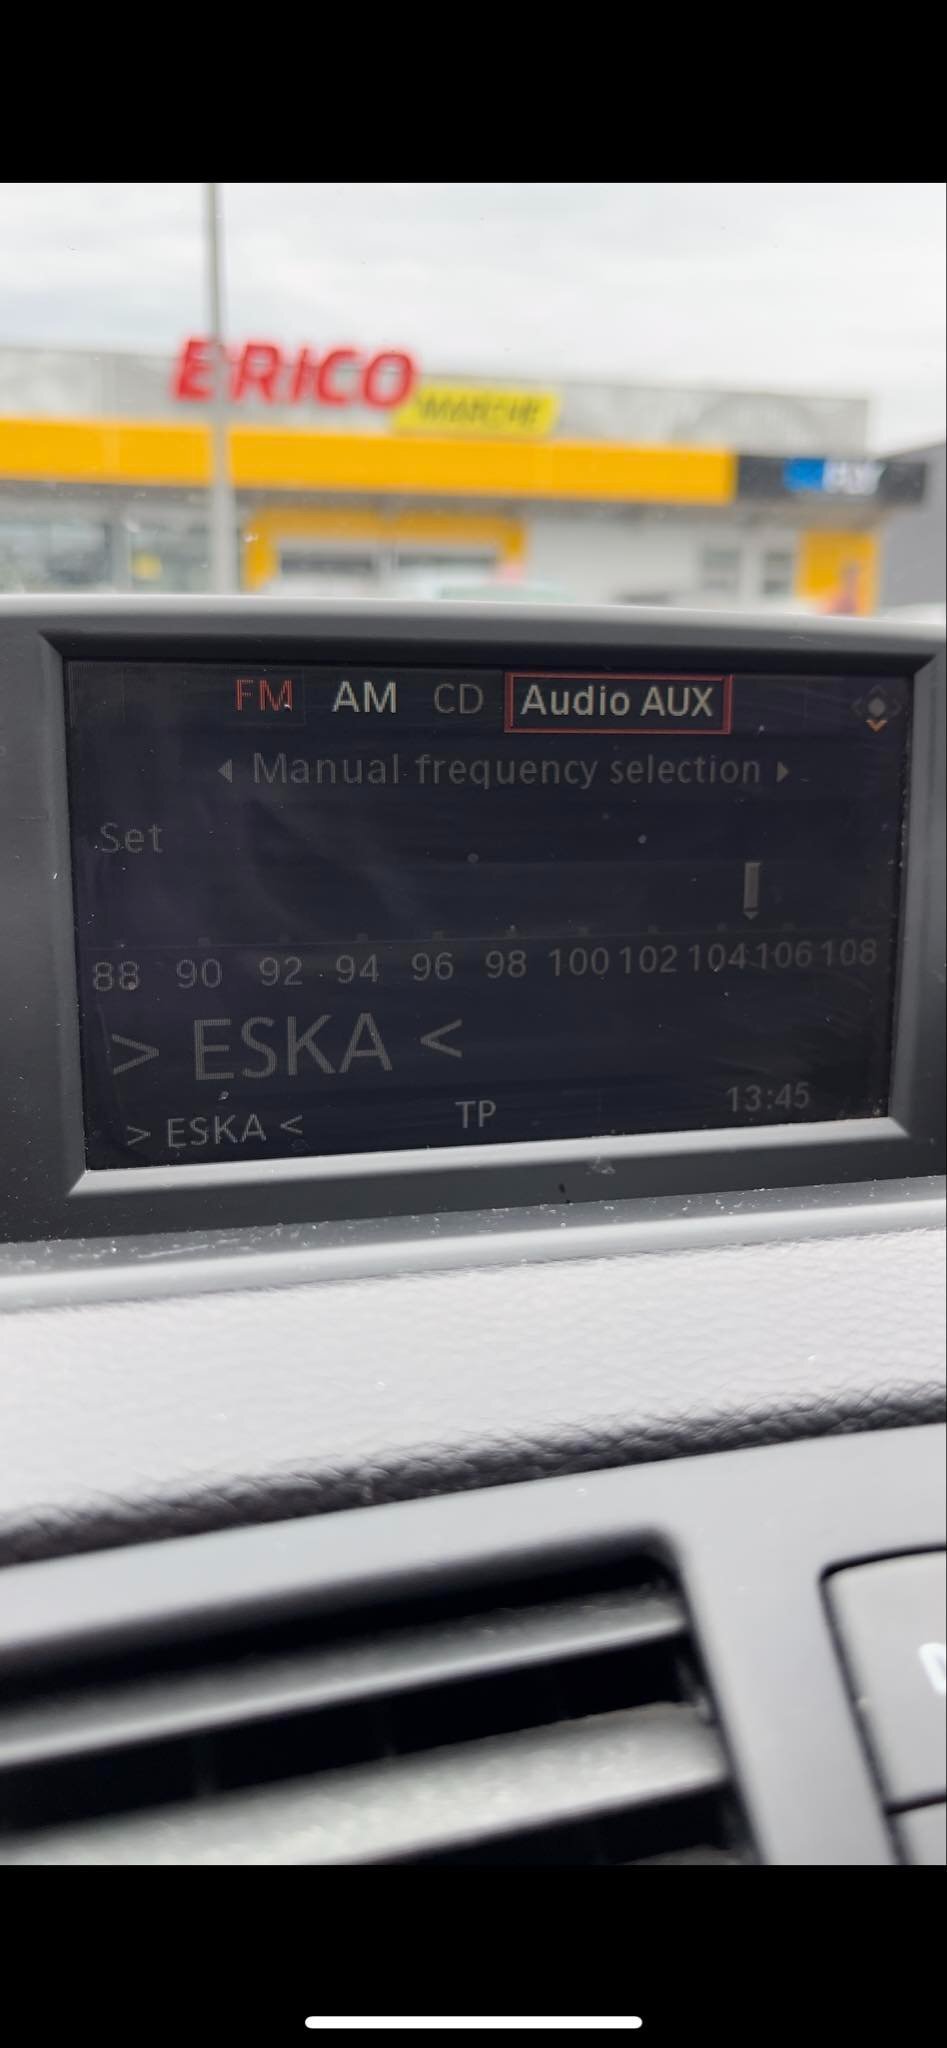 ERICO
MARCHE
FM AM CD Audio AUX
Manual frequency selection
Set
88 90 92 94 96 98 100 102 104 106 108
> ESKA <
> ESKA < TP 13:45